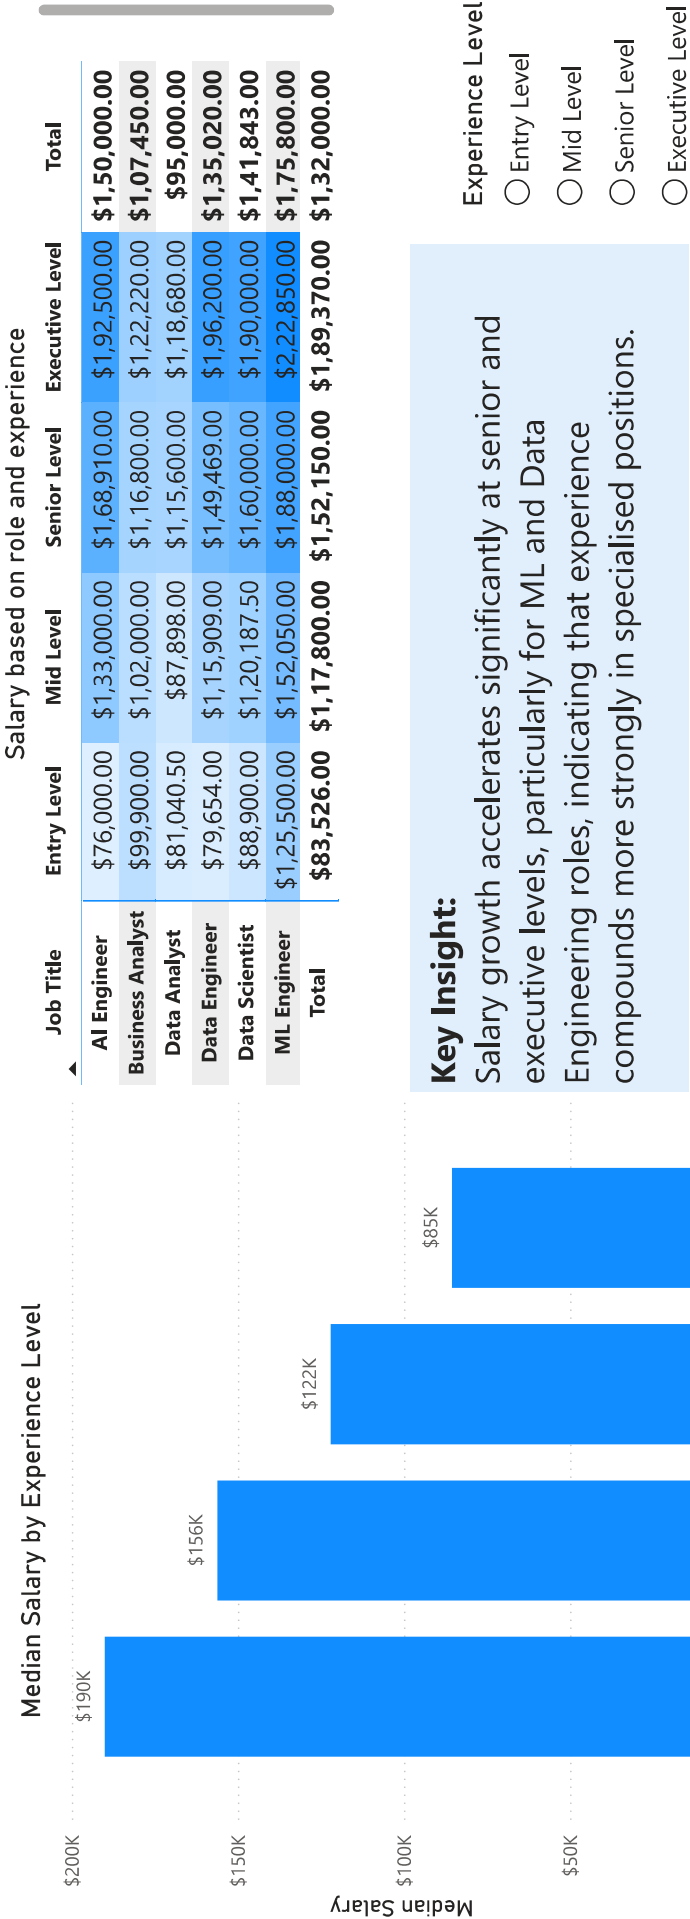 Median Salary by Experience Level
$200K
$150K
$100K
$50K
Median Salary
$190K
$156K
$122K
$85K
Salary based on role and experience
Job Title Entry Level Mid Level Senior Level Executive Level Total
AI Engineer $76,000.00 $1,33,000.00 $1,68,910.00 $1,92,500.00 $1,50,000.00
Business Analyst $99,900.00 $1,02,000.00 $1,16,800.00 $1,22,220.00 $1,07,450.00
Data Analyst $81,040.50 $87,898.00 $1,15,600.00 $1,18,680.00 $95,000.00
Data Engineer $79,654.00 $1,15,909.00 $1,49,469.00 $1,96,200.00 $1,35,020.00
Data Scientist $88,900.00 $1,20,187.50 $1,60,000.00 $1,90,000.00 $1,41,843.00
ML Engineer $1,25,500.00 $1,52,050.00 $1,88,000.00 $2,22,850.00 $1,75,800.00
Total $83,526.00 $1,17,800.00 $1,52,150.00 $1,89,370.00 $1,32,000.00
Key Insight:
Salary growth accelerates significantly at senior and
executive levels, particularly for ML and Data
Engineering roles, indicating that experience
compounds more strongly in specialised positions.
Experience Level
Entry Level
Mid Level
Senior Level
Executive Level